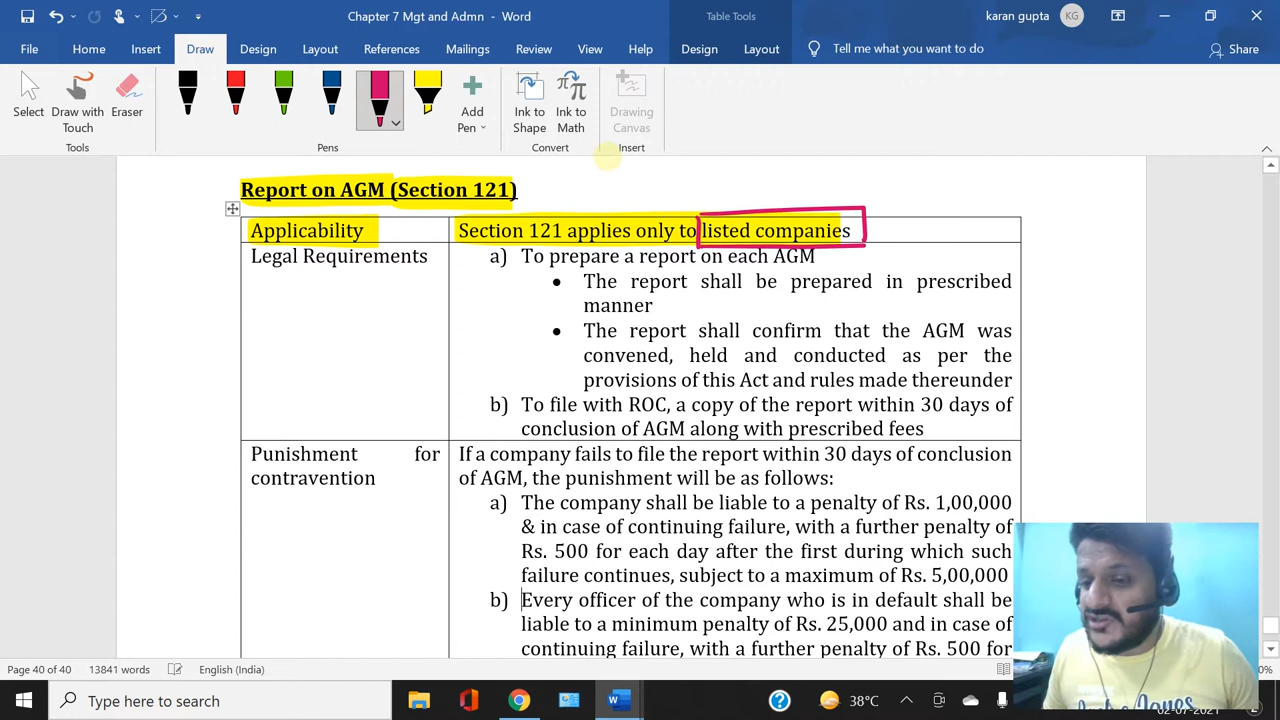 Chapter 7 Mgt and Admn - Word
Table Tools
karan gupta
KG
File Home Insert Draw Design Layout References Mailings Review View Help Design Layout Tell me what you want to do Share
Select
Draw with Touch
Eraser
Add Pen
Ink to Shape
Ink to Math
Drawing Canvas
Tools
Pens
Convert
Insert
Report on AGM (Section 121)
Applicability
Section 121 applies only to listed companies
Legal Requirements
a) To prepare a report on each AGM
• The report shall be prepared in prescribed
manner
• The report shall confirm that the AGM was
convened, held and conducted as per the
provisions of this Act and rules made thereunder
b) To file with ROC, a copy of the report within 30 days of
conclusion of AGM along with prescribed fees
Punishment for
contravention
If a company fails to file the report within 30 days of conclusion
of AGM, the punishment will be as follows:
a) The company shall be liable to a penalty of Rs. 1,00,000
& in case of continuing failure, with a further penalty of
Rs. 500 for each day after the first during which such
failure continues, subject to a maximum of Rs. 5,00,000
b) Every officer of the company who is in default shall be
liable to a minimum penalty of Rs. 25,000 and in case of
continuing failure, with a further penalty of Rs. 500 for
Page 40 of 40
13841 words
English (India)
0%
Type here to search
38°C
02-07-2021